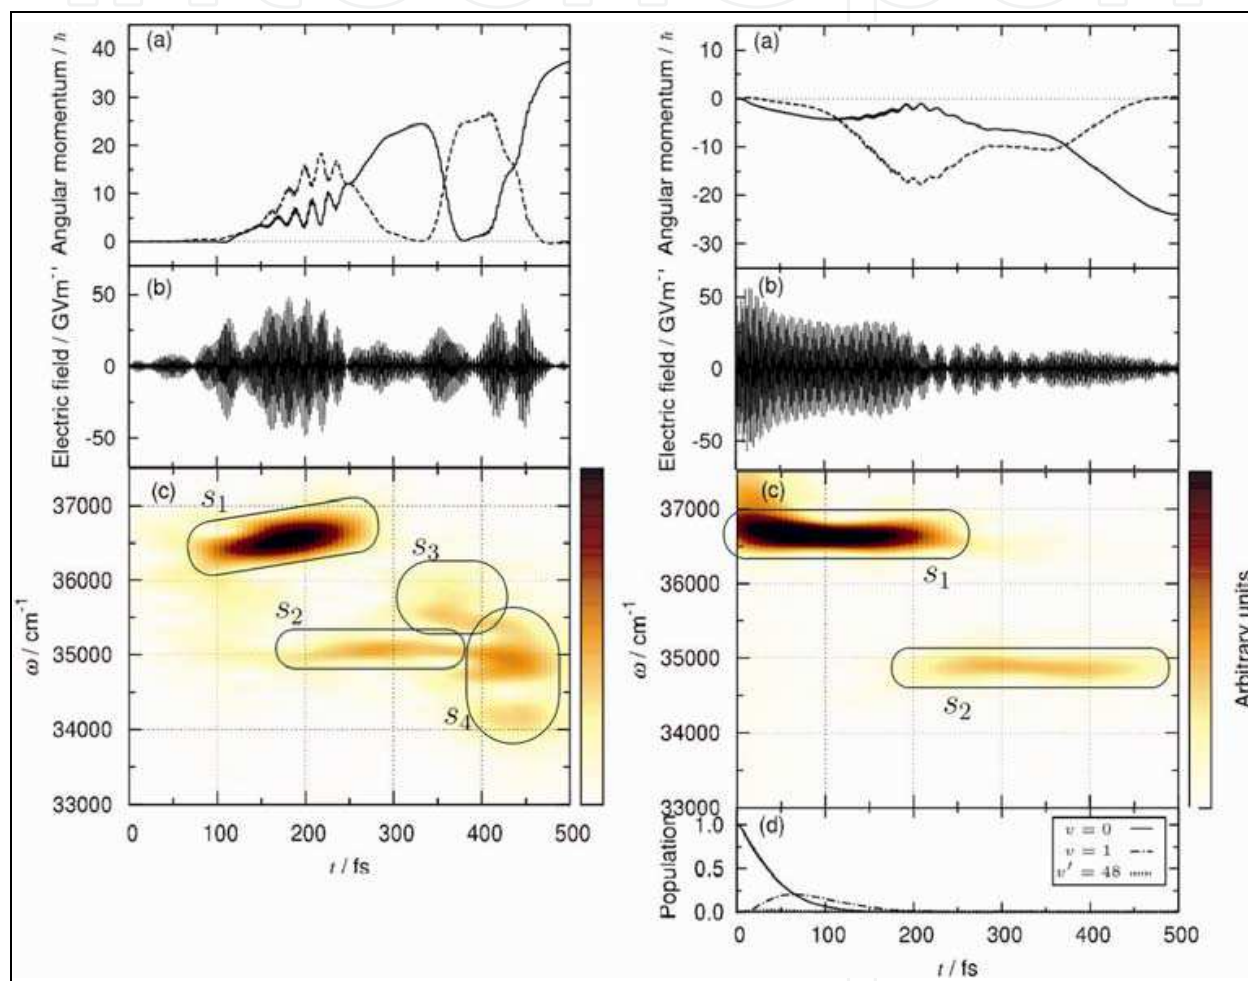 (a)
Angular momentum / ħ
40
30
20
10
0
(b)
Electric field / GVm⁻¹
50
0
-50
(c)
s₁
s₂
s₃
s₄
ω / cm⁻¹
37000
36000
35000
34000
33000
0 100 200 300 400 500
t / fs
(a)
Angular momentum / ħ
10
0
-10
-20
-30
(b)
Electric field / GVm⁻¹
50
0
-50
(c)
s₁
s₂
ω / cm⁻¹
37000
36000
35000
34000
33000
Arbitrary units
(d)
Population
1.0
0.5
0.0
v = 0
v = 1
v′ = 48
0 100 200 300 400 500
t / fs